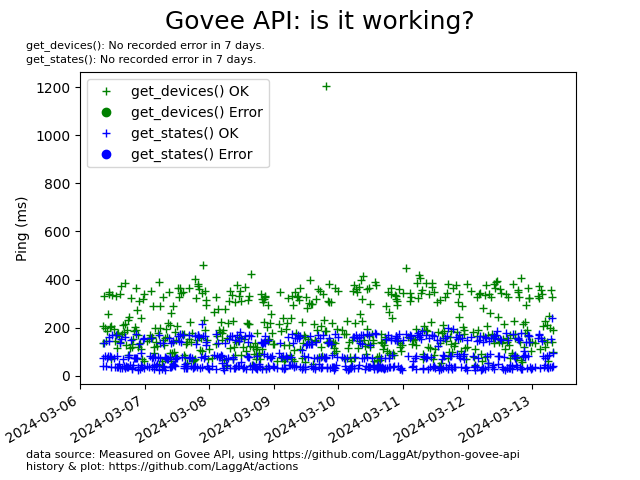 Govee API: is it working?
get_devices(): No recorded error in 7 days.
get_states(): No recorded error in 7 days.
get_devices() OK
get_devices() Error
get_states() OK
get_states() Error
Ping (ms)
1200
1000
800
600
400
200
0
2024-03-06
2024-03-07
2024-03-08
2024-03-09
2024-03-10
2024-03-11
2024-03-12
2024-03-13
data source: Measured on Govee API, using https://github.com/LaggAt/python-govee-api
history & plot: https://github.com/LaggAt/actions